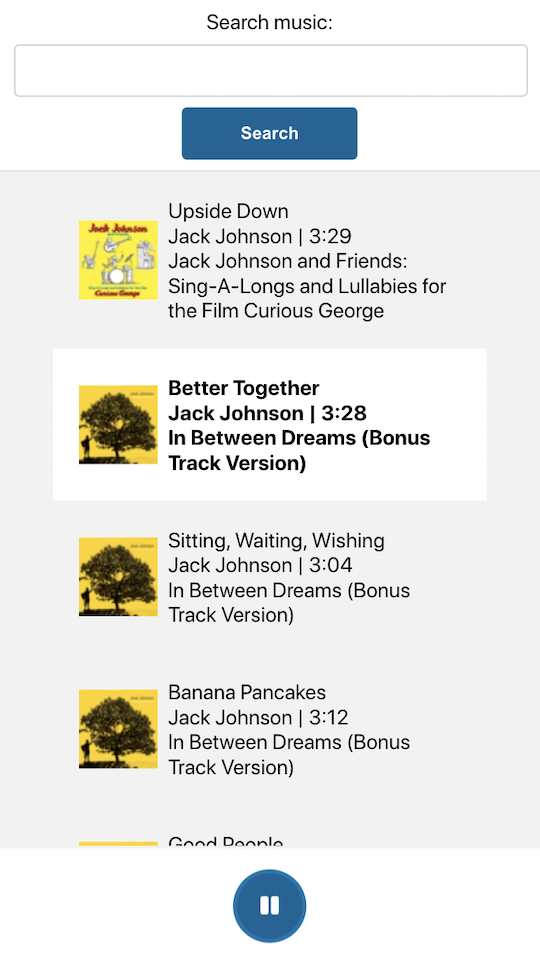 Search music:
Search
Upside Down
Jack Johnson | 3:29
Jack Johnson and Friends:
Sing-A-Longs and Lullabies for
the Film Curious George
Jack Johnson
Curious George
Better Together
Jack Johnson | 3:28
In Between Dreams (Bonus
Track Version)
Sitting, Waiting, Wishing
Jack Johnson | 3:04
In Between Dreams (Bonus
Track Version)
Banana Pancakes
Jack Johnson | 3:12
In Between Dreams (Bonus
Track Version)
Good People